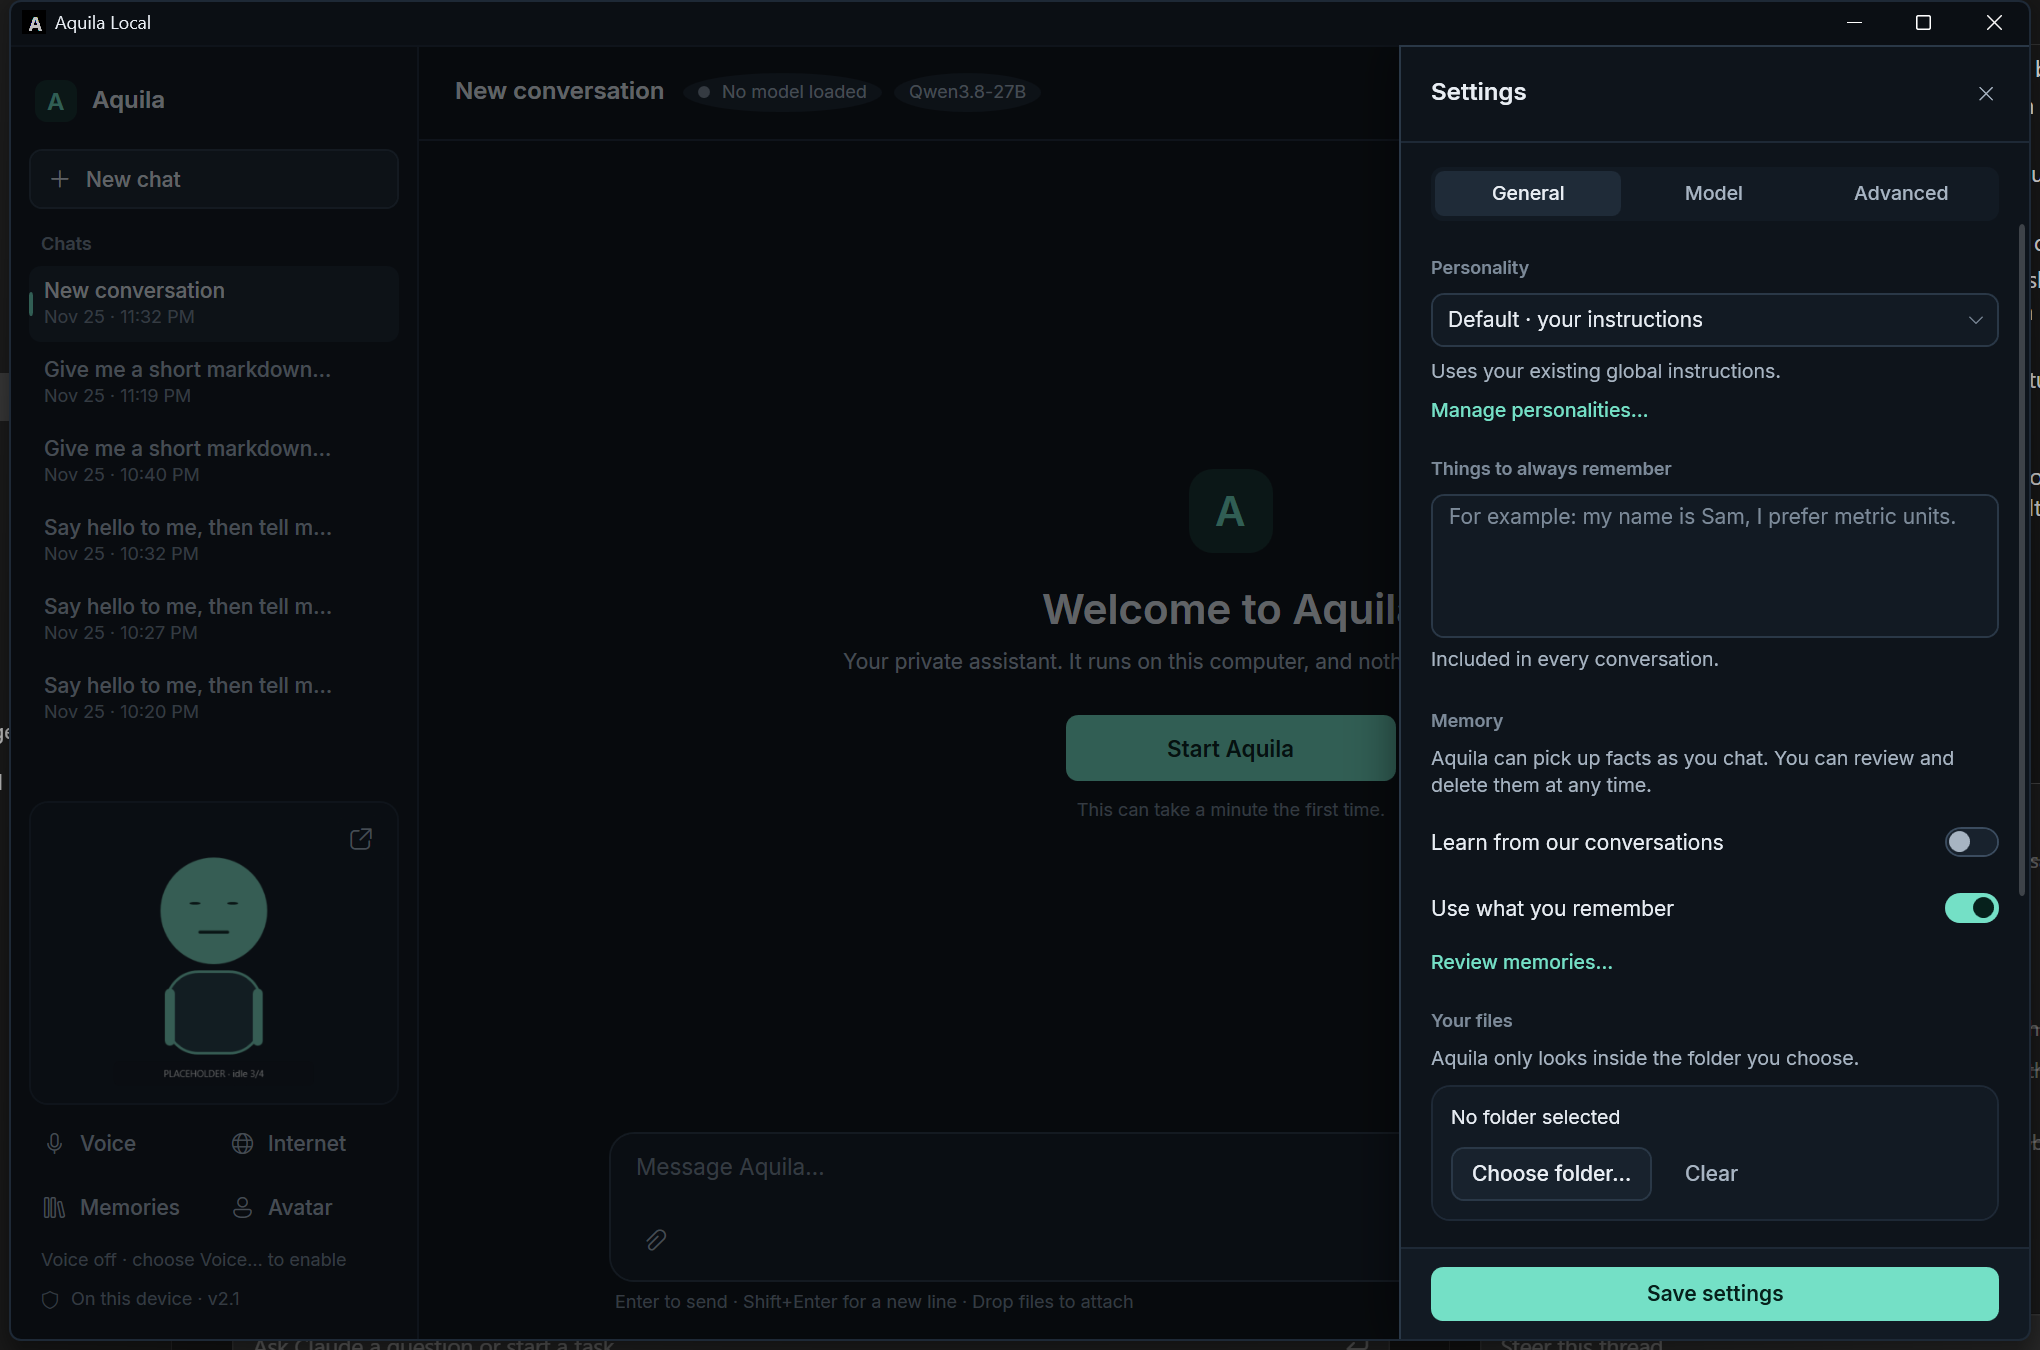 A Aquila Local
A Aquila
New chat
Chats
New conversation
Nov 25 · 11:32 PM
Give me a short markdown...
Nov 25 · 11:19 PM
Give me a short markdown...
Nov 25 · 10:40 PM
Say hello to me, then tell m...
Nov 25 · 10:32 PM
Say hello to me, then tell m...
Nov 25 · 10:27 PM
Say hello to me, then tell m...
Nov 25 · 10:20 PM
PLACEHOLDER - idle 3/4
Voice Internet
Memories Avatar
Voice off · choose Voice... to enable
On this device · v2.1
New conversation No model loaded Qwen3.8-27B
A
Welcome to Aquila
Your private assistant. It runs on this computer, and noth
Start Aquila
This can take a minute the first time.
Message Aquila...
Enter to send · Shift+Enter for a new line · Drop files to attach
Settings
General Model Advanced
Personality
Default · your instructions
Uses your existing global instructions.
Manage personalities...
Things to always remember
For example: my name is Sam, I prefer metric units.
Included in every conversation.
Memory
Aquila can pick up facts as you chat. You can review and
delete them at any time.
Learn from our conversations
Use what you remember
Review memories...
Your files
Aquila only looks inside the folder you choose.
No folder selected
Choose folder... Clear
Save settings
Ask Claude a question or start a task
Steer this thread